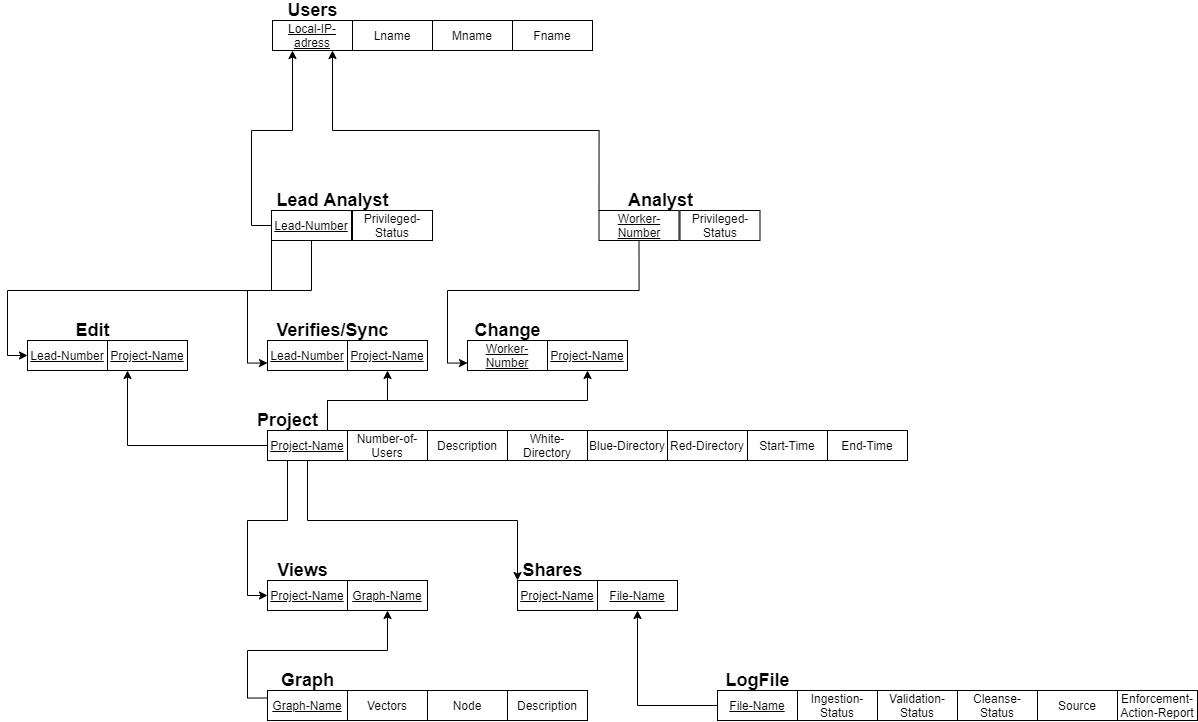 Users
Local-IP-
adress
Lname
Mname
Fname
Lead Analyst
Lead-Number
Privileged-
Status
Analyst
Worker-
Number
Privileged-
Status
Edit
Lead-Number
Project-Name
Verifies/Sync
Lead-Number
Project-Name
Change
Worker-
Number
Project-Name
Project
Project-Name
Number-of-
Users
Description
White-
Directory
Blue-Directory
Red-Directory
Start-Time
End-Time
Views
Project-Name
Graph-Name
Shares
Project-Name
File-Name
Graph
Graph-Name
Vectors
Node
Description
LogFile
File-Name
Ingestion-
Status
Validation-
Status
Cleanse-
Status
Source
Enforcement-
Action-Report